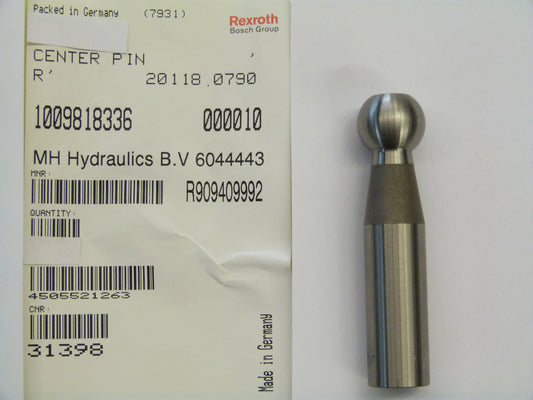 Packed in Germany (7931)
Rexroth
Bosch Group
CENTER PIN '
R' 20118.0790
1009818336 000010
MH Hydraulics B.V 6044443
MNR:
R909409992
QUANTITY:
4505521263
CNR:
31398
Made in Germany